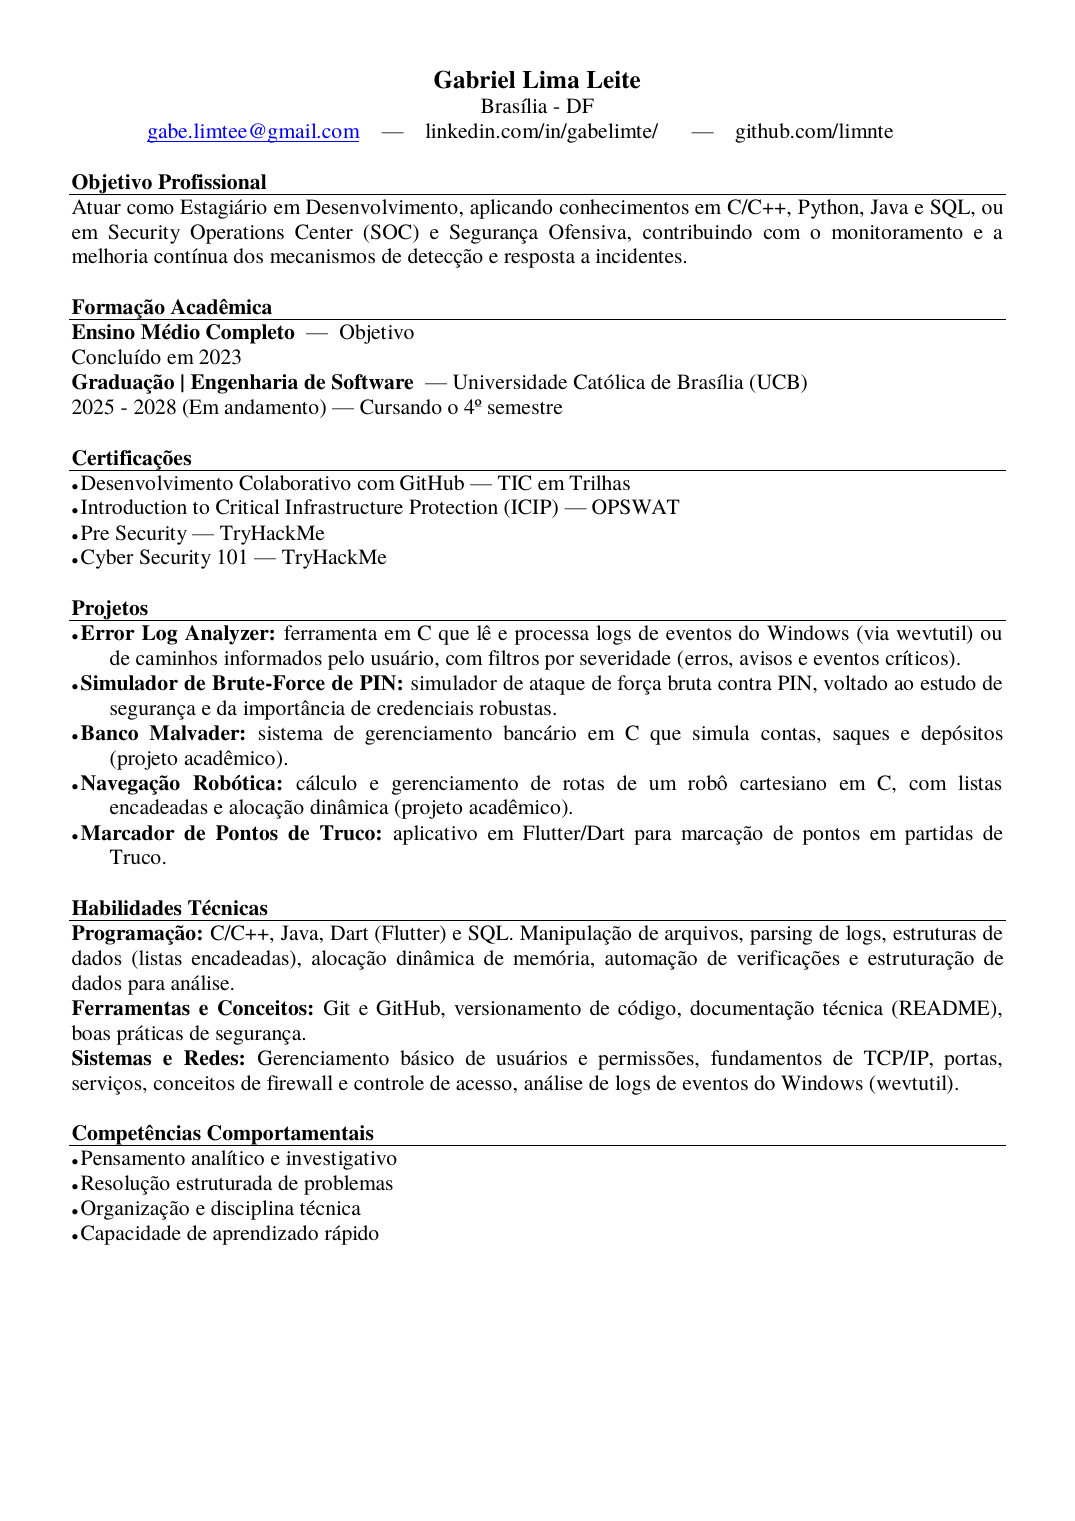 Gabriel Lima Leite
Brasília - DF
gabe.limtee@gmail.com — linkedin.com/in/gabelimte/ — github.com/limnte
Objetivo Profissional
Atuar como Estagiário em Desenvolvimento, aplicando conhecimentos em C/C++, Python, Java e SQL, ou
em Security Operations Center (SOC) e Segurança Ofensiva, contribuindo com o monitoramento e a
melhoria contínua dos mecanismos de detecção e resposta a incidentes.
Formação Acadêmica
Ensino Médio Completo — Objetivo
Concluído em 2023
Graduação | Engenharia de Software — Universidade Católica de Brasília (UCB)
2025 - 2028 (Em andamento) — Cursando o 4º semestre
Certificações
•Desenvolvimento Colaborativo com GitHub — TIC em Trilhas
•Introduction to Critical Infrastructure Protection (ICIP) — OPSWAT
•Pre Security — TryHackMe
•Cyber Security 101 — TryHackMe
Projetos
•Error Log Analyzer: ferramenta em C que lê e processa logs de eventos do Windows (via wevtutil) ou
de caminhos informados pelo usuário, com filtros por severidade (erros, avisos e eventos críticos).
•Simulador de Brute-Force de PIN: simulador de ataque de força bruta contra PIN, voltado ao estudo de
segurança e da importância de credenciais robustas.
•Banco Malvader: sistema de gerenciamento bancário em C que simula contas, saques e depósitos
(projeto acadêmico).
•Navegação Robótica: cálculo e gerenciamento de rotas de um robô cartesiano em C, com listas
encadeadas e alocação dinâmica (projeto acadêmico).
•Marcador de Pontos de Truco: aplicativo em Flutter/Dart para marcação de pontos em partidas de
Truco.
Habilidades Técnicas
Programação: C/C++, Java, Dart (Flutter) e SQL. Manipulação de arquivos, parsing de logs, estruturas de
dados (listas encadeadas), alocação dinâmica de memória, automação de verificações e estruturação de
dados para análise.
Ferramentas e Conceitos: Git e GitHub, versionamento de código, documentação técnica (README),
boas práticas de segurança.
Sistemas e Redes: Gerenciamento básico de usuários e permissões, fundamentos de TCP/IP, portas,
serviços, conceitos de firewall e controle de acesso, análise de logs de eventos do Windows (wevtutil).
Competências Comportamentais
•Pensamento analítico e investigativo
•Resolução estruturada de problemas
•Organização e disciplina técnica
•Capacidade de aprendizado rápido